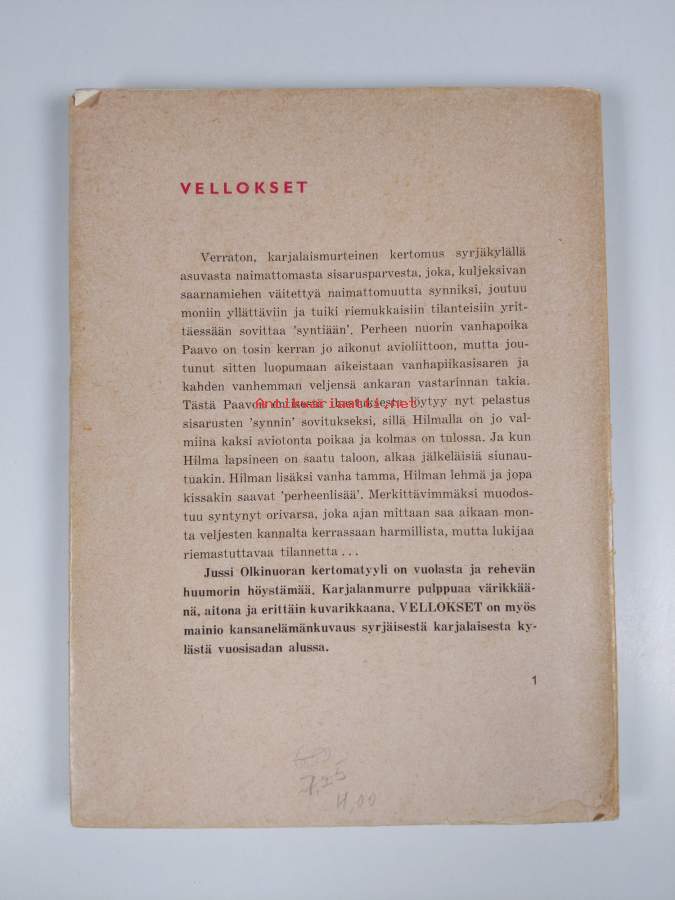 VELLOKSET
Verraton, karjalaismurteinen kertomus syrjäkylällä
asuvasta naimattomasta sisarusparvesta, joka, kuljeksivan
saarnamiehen väitettyä naimattomuutta synniksi, joutuu
moniin yllättäviin ja tuiki riemukkaisiin tilanteisiin yrit-
täessään sovittaa 'syntiään'. Perheen nuorin vanhapoika
Paavo on tosin kerran jo aikonut avioliittoon, mutta jou-
tunut sitten luopumaan aikeistaan vanhapiikasisaren ja
kahden vanhemman veljensä ankaran vastarinnan takia.
Tästä Paavon löytyy nyt pelastus
Antikvariaatti.net
sisarusten 'synnin' sovitukseksi, sillä Hilmalla on jo val-
miina kaksi aviotonta poikaa ja kolmas on tulossa. Ja kun
Hilma lapsineen on saatu taloon, alkaa jälkeläisiä siunau-
tuakin. Hilman lisäksi vanha tamma, Hilman lehmä ja jopa
kissakin saavat 'perheenlisää'. Merkittävimmäksi muodos-
tuu syntynyt orivarsa, joka ajan mittaan saa aikaan mon-
ta veljesten kannalta kerrassaan harmillista, mutta lukijaa
riemastuttavaa tilannetta ...
Jussi Olkinuoran kertomatyyli on vuolasta ja rehevän
huumorin höystämää. Karjalanmurre pulppuaa värikkää-
nä, aitona ja erittäin kuvarikkaana. VELLOKSET on myös
mainio kansanelämänkuvaus syrjäisestä karjalaisesta ky-
lästä vuosisadan alussa.
1
7,25
4,00